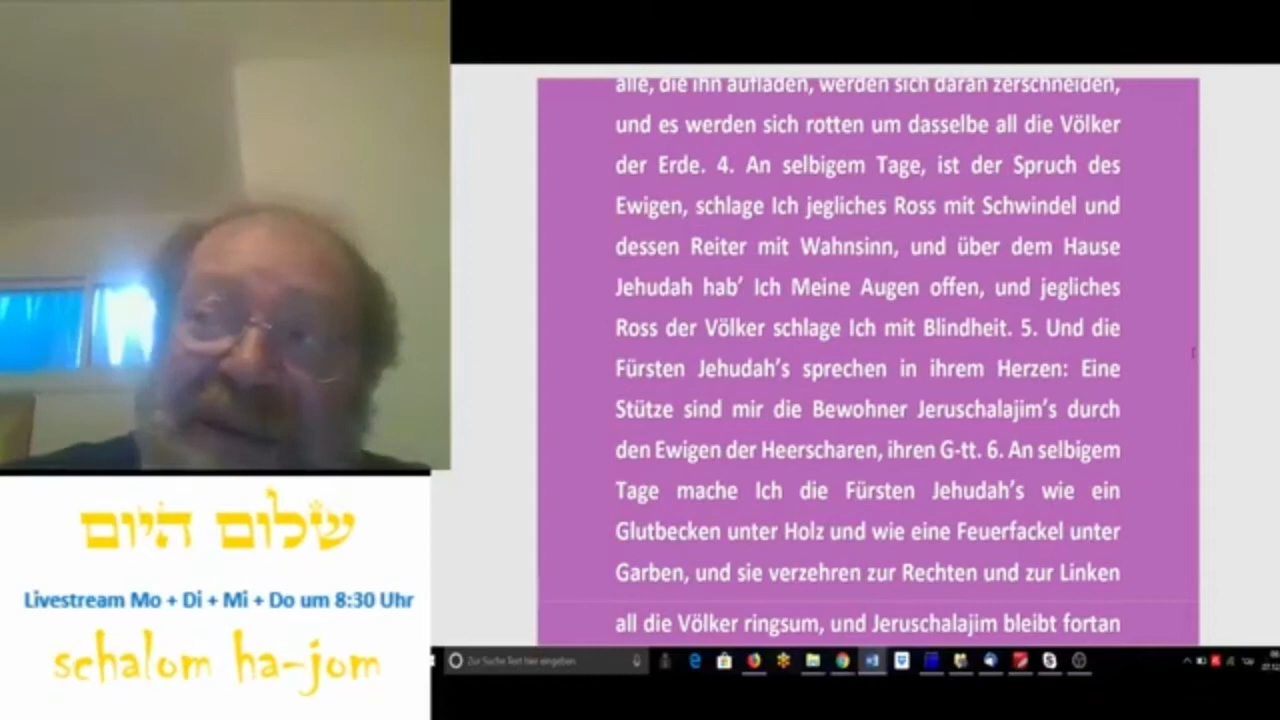 alle, die ihn aufladen, werden sich daran zerschneiden,
und es werden sich rotten um dasselbe all die Völker
der Erde. 4. An selbigem Tage, ist der Spruch des
Ewigen, schlage Ich jegliches Ross mit Schwindel und
dessen Reiter mit Wahnsinn, und über dem Hause
Jehudah hab’ Ich Meine Augen offen, und jegliches
Ross der Völker schlage Ich mit Blindheit. 5. Und die
Fürsten Jehudah’s sprechen in ihrem Herzen: Eine
Stütze sind mir die Bewohner Jeruschalajim’s durch
den Ewigen der Heerscharen, ihren G-tt. 6. An selbigem
Tage mache Ich die Fürsten Jehudah’s wie ein
Glutbecken unter Holz und wie eine Feuerfackel unter
Garben, und sie verzehren zur Rechten und zur Linken
all die Völker ringsum, und Jeruschalajim bleibt fortan
שלום היום
Livestream Mo + Di + Mi + Do um 8:30 Uhr
schalom ha-jom
Zur Suche Text hier eingeben